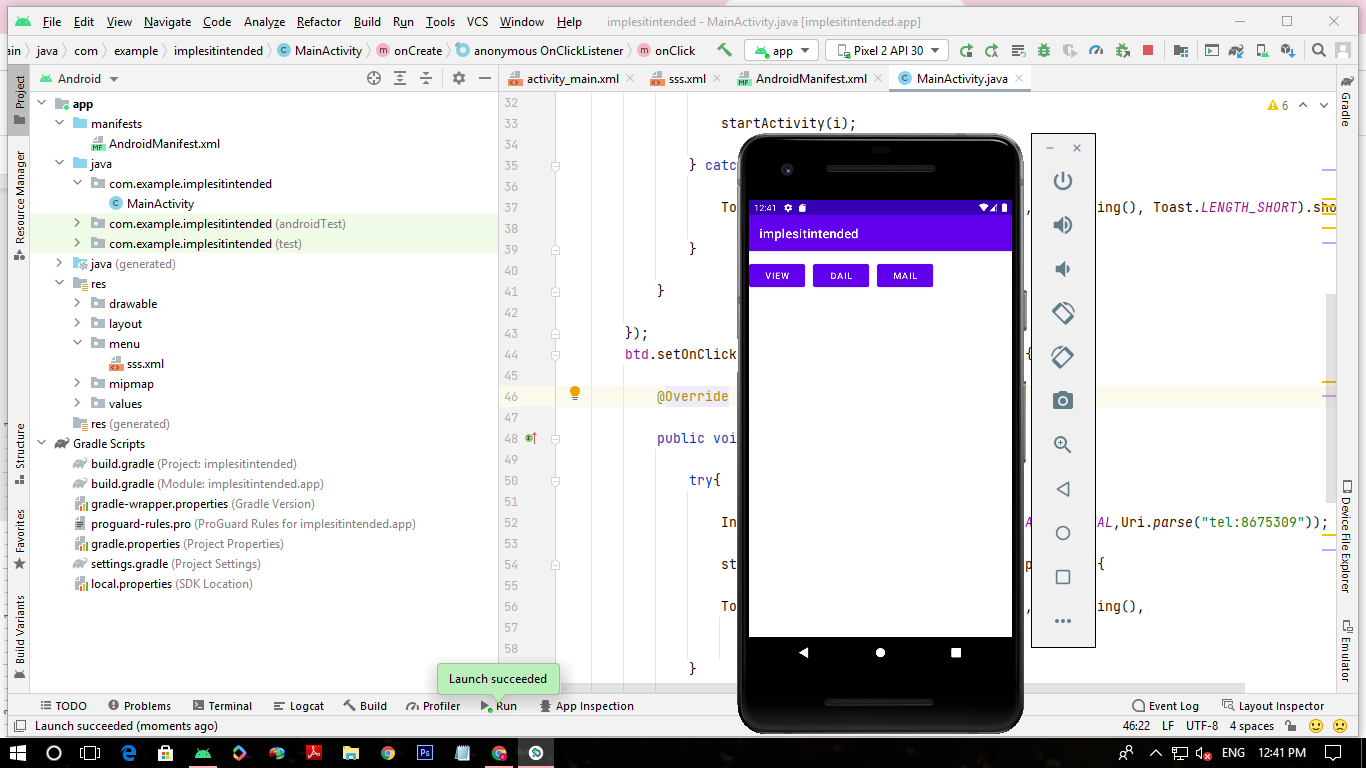 File Edit View Navigate Code Analyze Refactor Build Run Tools VCS Window Help implesitintended - MainActivity.java [implesitintended.app]
ain java com example implesitintended MainActivity onCreate anonymous OnClickListener onClick app Pixel 2 API 30
Android activity_main.xml sss.xml AndroidManifest.xml MainActivity.java
Project
Resource Manager
Structure
Favorites
Build Variants
app
manifests
AndroidManifest.xml
java
com.example.implesitintended
MainActivity
com.example.implesitintended (androidTest)
com.example.implesitintended (test)
java (generated)
res
drawable
layout
menu
sss.xml
mipmap
values
res (generated)
Gradle Scripts
build.gradle (Project: implesitintended)
build.gradle (Module: implesitintended.app)
gradle-wrapper.properties (Gradle Version)
proguard-rules.pro (ProGuard Rules for implesitintended.app)
gradle.properties (Project Properties)
settings.gradle (Project Settings)
local.properties (SDK Location)
32
33 startActivity(i);
34
35 } catc
36
37 To , ing(), Toast.LENGTH_SHORT).sho
38
39 }
40
41 }
42
43 });
44 btd.setOnClick {
45
46 @Override
47
48 public voi
49
50 try{
51
52 In AL,Uri.parse("tel:8675309"));
53
54 st {
55
56 To , ing(),
57
58
}
6
12:41
implesitintended
VIEW DAIL MAIL
Gradle
Device File Explorer
Emulator
Launch succeeded
TODO Problems Terminal Logcat Build Profiler Run App Inspection Event Log Layout Inspector
Launch succeeded (moments ago) 46:22 LF UTF-8 4 spaces
Ps ENG 12:41 PM